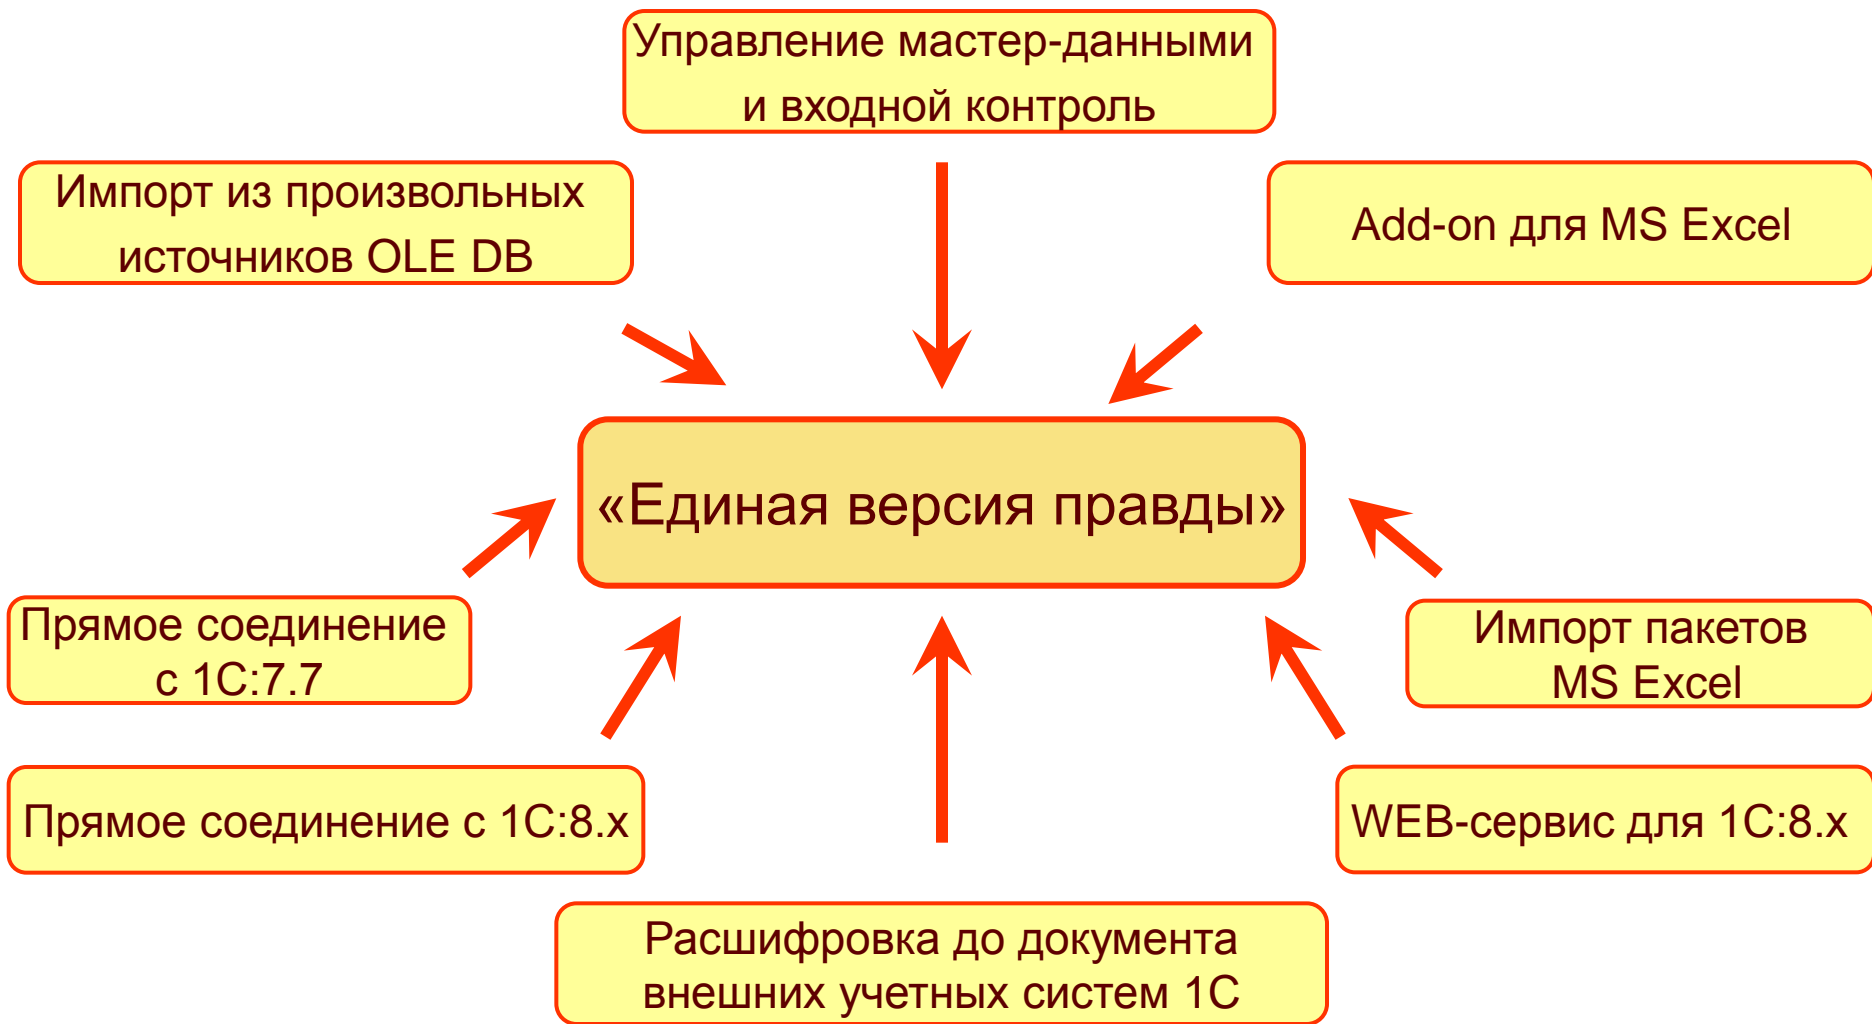 Управление мастер-данными
и входной контроль
Импорт из произвольных
источников OLE DB
Add-on для MS Excel
«Единая версия правды»
Прямое соединение
с 1С:7.7
Импорт пакетов
MS Excel
Прямое соединение с 1С:8.x
WEB-сервис для 1С:8.x
Расшифровка до документа
внешних учетных систем 1С